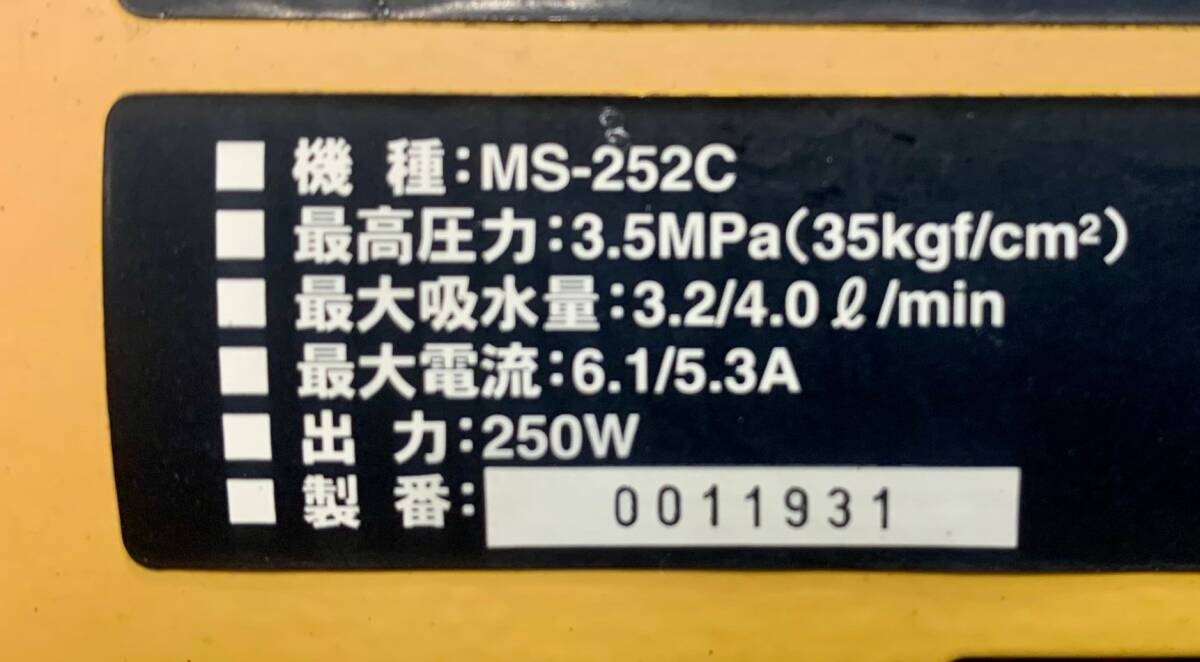 ■ 機 種:MS-252C
■ 最高圧力:3.5MPa(35kgf/cm²)
■ 最大吸水量:3.2/4.0ℓ/min
■ 最大電流:6.1/5.3A
■ 出 力:250W
■ 製 番:0011931